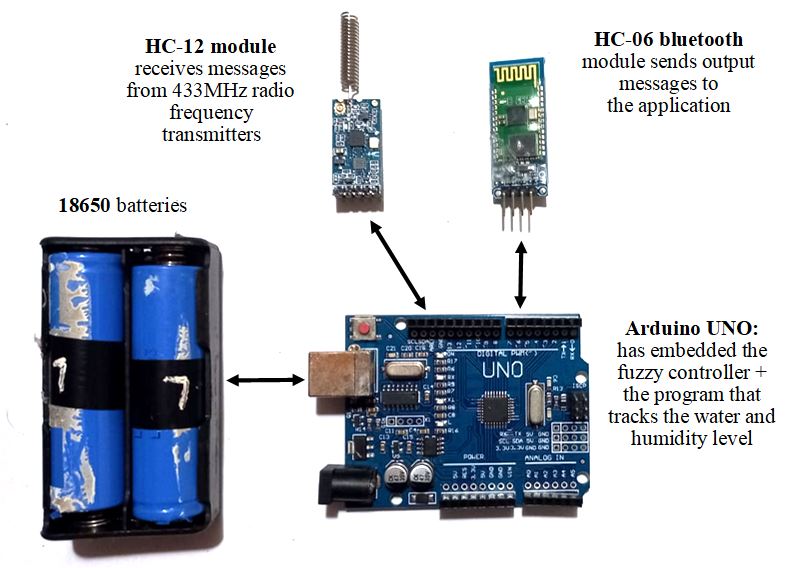 HC-12 module
receives messages
from 433MHz radio
frequency
transmitters
HC-06 bluetooth
module sends output
messages to
the application
18650 batteries
Arduino UNO:
has embedded the
fuzzy controller +
the program that
tracks the water and
humidity level
DIGITAL PWM(~)
UNO
ICSP
ON
POWER
ANALOG IN